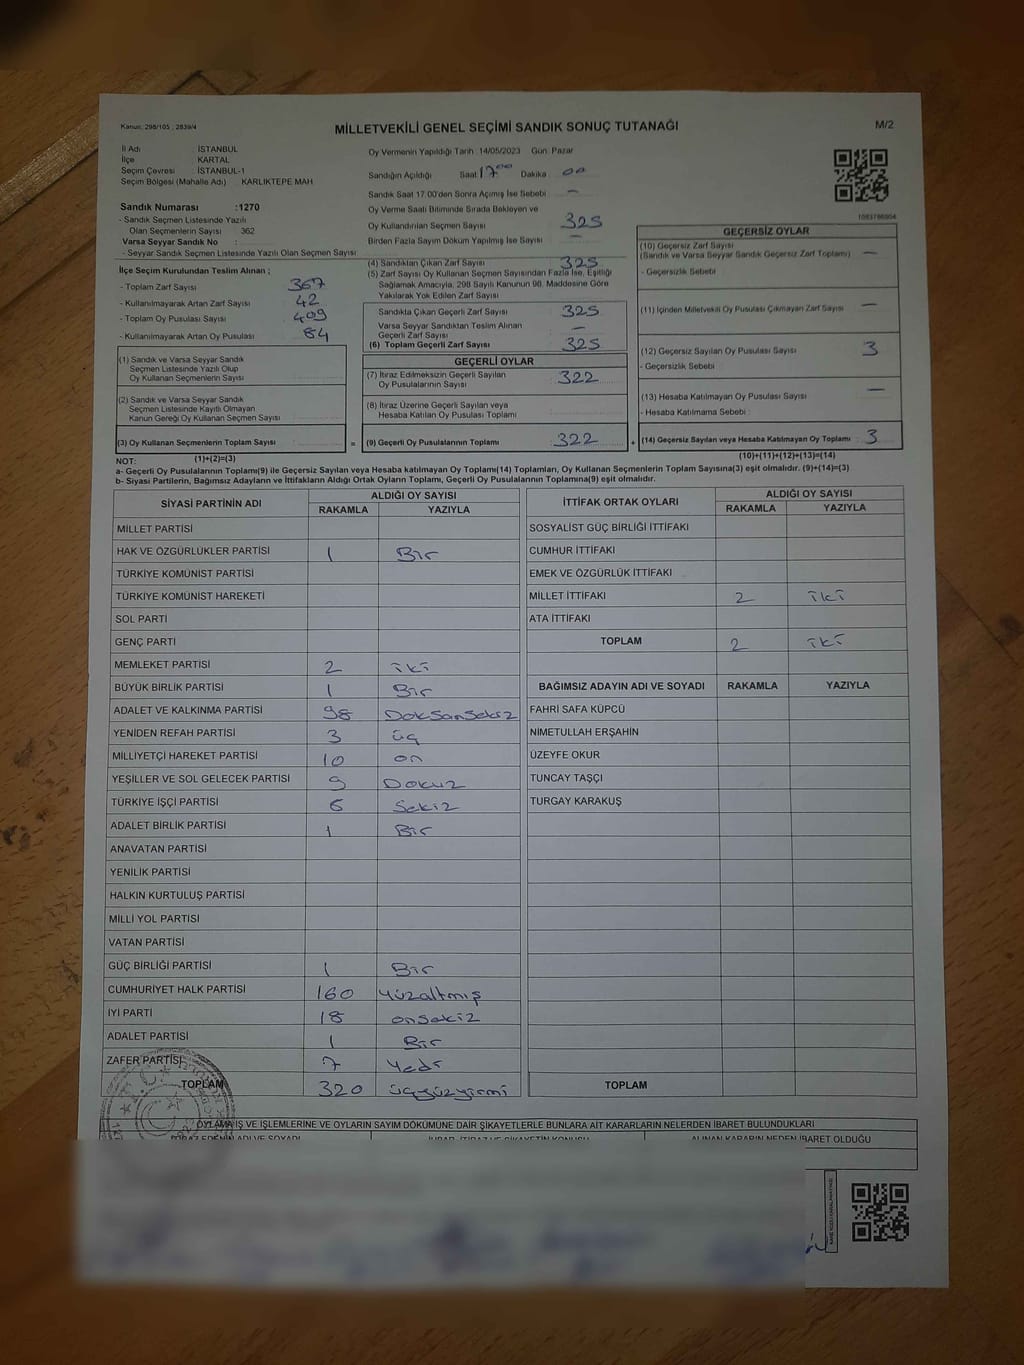 Kanun: 298/105 ; 2839/4
MİLLETVEKİLİ GENEL SEÇİMİ SANDIK SONUÇ TUTANAĞI
M/2
İl Adı : İSTANBUL
İlçe : KARTAL
Seçim Çevresi : İSTANBUL-1
Seçim Bölgesi (Mahalle Adı) : KARLIKTEPE MAH
Oy Vermenin Yapıldığı Tarih :14/05/2023 Gün: Pazar
Sandığın Açıldığı Saat 17⁰⁰ Dakika 00
Sandık Saat 17.00'den Sonra Açılmış İse Sebebi : —
Sandık Numarası :1270
- Sandık Seçmen Listesinde Yazılı
Olan Seçmenlerin Sayısı : 362
Varsa Seyyar Sandık No :
- Seyyar Sandık Seçmen Listesinde Yazılı Olan Seçmen Sayısı :
Oy Verme Saati Bitiminde Sırada Bekleyen ve
Oy Kullandırılan Seçmen Sayısı : 325
Birden Fazla Sayım Döküm Yapılmış İse Sayısı : —
İlçe Seçim Kurulundan Teslim Alınan ;
- Toplam Zarf Sayısı : 367
- Kullanılmayarak Artan Zarf Sayısı : 42
- Toplam Oy Pusulası Sayısı : 409
- Kullanılmayarak Artan Oy Pusulası : 84
(1) Sandık ve Varsa Seyyar Sandık
Seçmen Listesinde Yazılı Olup
Oy Kullanan Seçmenlerin Sayısı :
(2) Sandık ve Varsa Seyyar Sandık
Seçmen Listesinde Kayıtlı Olmayan
Kanun Gereği Oy Kullanan Seçmen Sayısı :
(3) Oy Kullanan Seçmenlerin Toplam Sayısı :
(1)+(2)=(3)
(4) Sandıktan Çıkan Zarf Sayısı : 325
(5) Zarf Sayısı Oy Kullanan Seçmen Sayısından Fazla İse, Eşitliği
Sağlamak Amacıyla, 298 Sayılı Kanunun 98. Maddesine Göre
Yakılarak Yok Edilen Zarf Sayısı :
Sandıkta Çıkan Geçerli Zarf Sayısı : 325
Varsa Seyyar Sandıktan Teslim Alınan
Geçerli Zarf Sayısı : —
(6) Toplam Geçerli Zarf Sayısı : 325
GEÇERLİ OYLAR
(7) İtiraz Edilmeksizin Geçerli Sayılan
Oy Pusulalarının Sayısı : 322
(8) İtiraz Üzerine Geçerli Sayılan veya
Hesaba Katılan Oy Pusulası Toplamı :
= (9) Geçerli Oy Pusulalarının Toplamı : 322 +
1083786904
GEÇERSİZ OYLAR
(10) Geçersiz Zarf Sayısı
(Sandık ve Varsa Seyyar Sandık Geçersiz Zarf Toplamı) : —
- Geçersizlik Sebebi :
(11) İçinden Milletvekili Oy Pusulası Çıkmayan Zarf Sayısı : —
(12) Geçersiz Sayılan Oy Pusulası Sayısı : 3
- Geçersizlik Sebebi :
(13) Hesaba Katılmayan Oy Pusulası Sayısı : —
- Hesaba Katılmama Sebebi :
(14) Geçersiz Sayılan veya Hesaba Katılmayan Oy Toplamı : 3
(10)+(11)+(12)+(13)=(14)
NOT:
a- Geçerli Oy Pusulalarının Toplamı(9) ile Geçersiz Sayılan veya Hesaba katılmayan Oy Toplamı(14) Toplamları, Oy Kullanan Seçmenlerin Toplam Sayısına(3) eşit olmalıdır. (9)+(14)=(3)
b- Siyasi Partilerin, Bağımsız Adayların ve İttifakların Aldığı Ortak Oyların Toplamı, Geçerli Oy Pusulalarının Toplamına(9) eşit olmalıdır.
SİYASİ PARTİNİN ADI ALDIĞI OY SAYISI
RAKAMLA YAZIYLA
MİLLET PARTİSİ
HAK VE ÖZGÜRLÜKLER PARTİSİ 1 Bir
TÜRKİYE KOMÜNİST PARTİSİ
TÜRKİYE KOMÜNİST HAREKETİ
SOL PARTİ
GENÇ PARTİ
MEMLEKET PARTİSİ 2 iki
BÜYÜK BİRLİK PARTİSİ 1 Bir
ADALET VE KALKINMA PARTİSİ 98 Doksansekiz
YENİDEN REFAH PARTİSİ 3 üç
MİLLİYETÇİ HAREKET PARTİSİ 10 on
YEŞİLLER VE SOL GELECEK PARTİSİ 9 Dokuz
TÜRKİYE İŞÇİ PARTİSİ 8 Sekiz
ADALET BİRLİK PARTİSİ 1 Bir
ANAVATAN PARTİSİ
YENİLİK PARTİSİ
HALKIN KURTULUŞ PARTİSİ
MİLLİ YOL PARTİSİ
VATAN PARTİSİ
GÜÇ BİRLİĞİ PARTİSİ 1 Bir
CUMHURİYET HALK PARTİSİ 160 Yüzaltmış
İYİ PARTİ 18 onsekiz
ADALET PARTİSİ 1 Bir
ZAFER PARTİSİ 7 Yedi
TOPLAM 320 üçyüzyirmi
İTTİFAK ORTAK OYLARI ALDIĞI OY SAYISI
RAKAMLA YAZIYLA
SOSYALİST GÜÇ BİRLİĞİ İTTİFAKI
CUMHUR İTTİFAKI
EMEK VE ÖZGÜRLÜK İTTİFAKI
MİLLET İTTİFAKI 2 iki
ATA İTTİFAKI
TOPLAM 2 iki
BAĞIMSIZ ADAYIN ADI VE SOYADI RAKAMLA YAZIYLA
FAHRİ SAFA KÜPCÜ
NİMETULLAH ERŞAHİN
ÜZEYFE OKUR
TUNCAY TAŞÇI
TURGAY KARAKUŞ
TOPLAM
OYLAMA İŞ VE İŞLEMLERİNE VE OYLARIN SAYIM DÖKÜMÜNE DAİR ŞİKAYETLERLE BUNLARA AİT KARARLARIN NELERDEN İBARET BULUNDUKLARI
ALINAN KARARIN NEDEN İBARET OLDUĞU